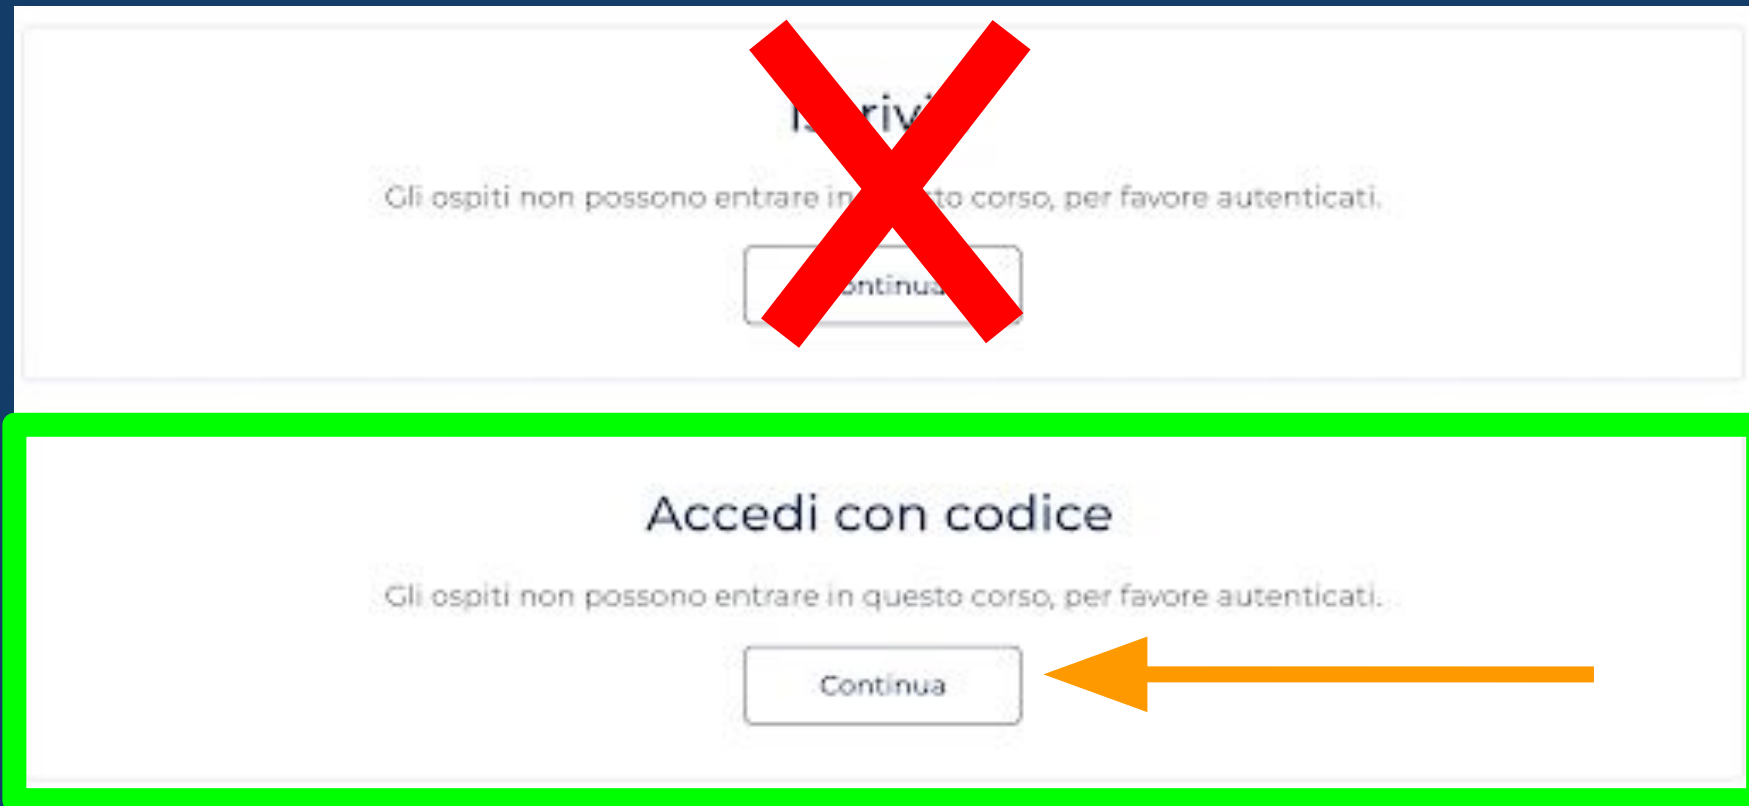 Gli ospiti non possono entrare in corso, per favore autenticati.
Accedi con codice
Gli ospiti non possono entrare in questo corso, per favore autenticati.
Continua